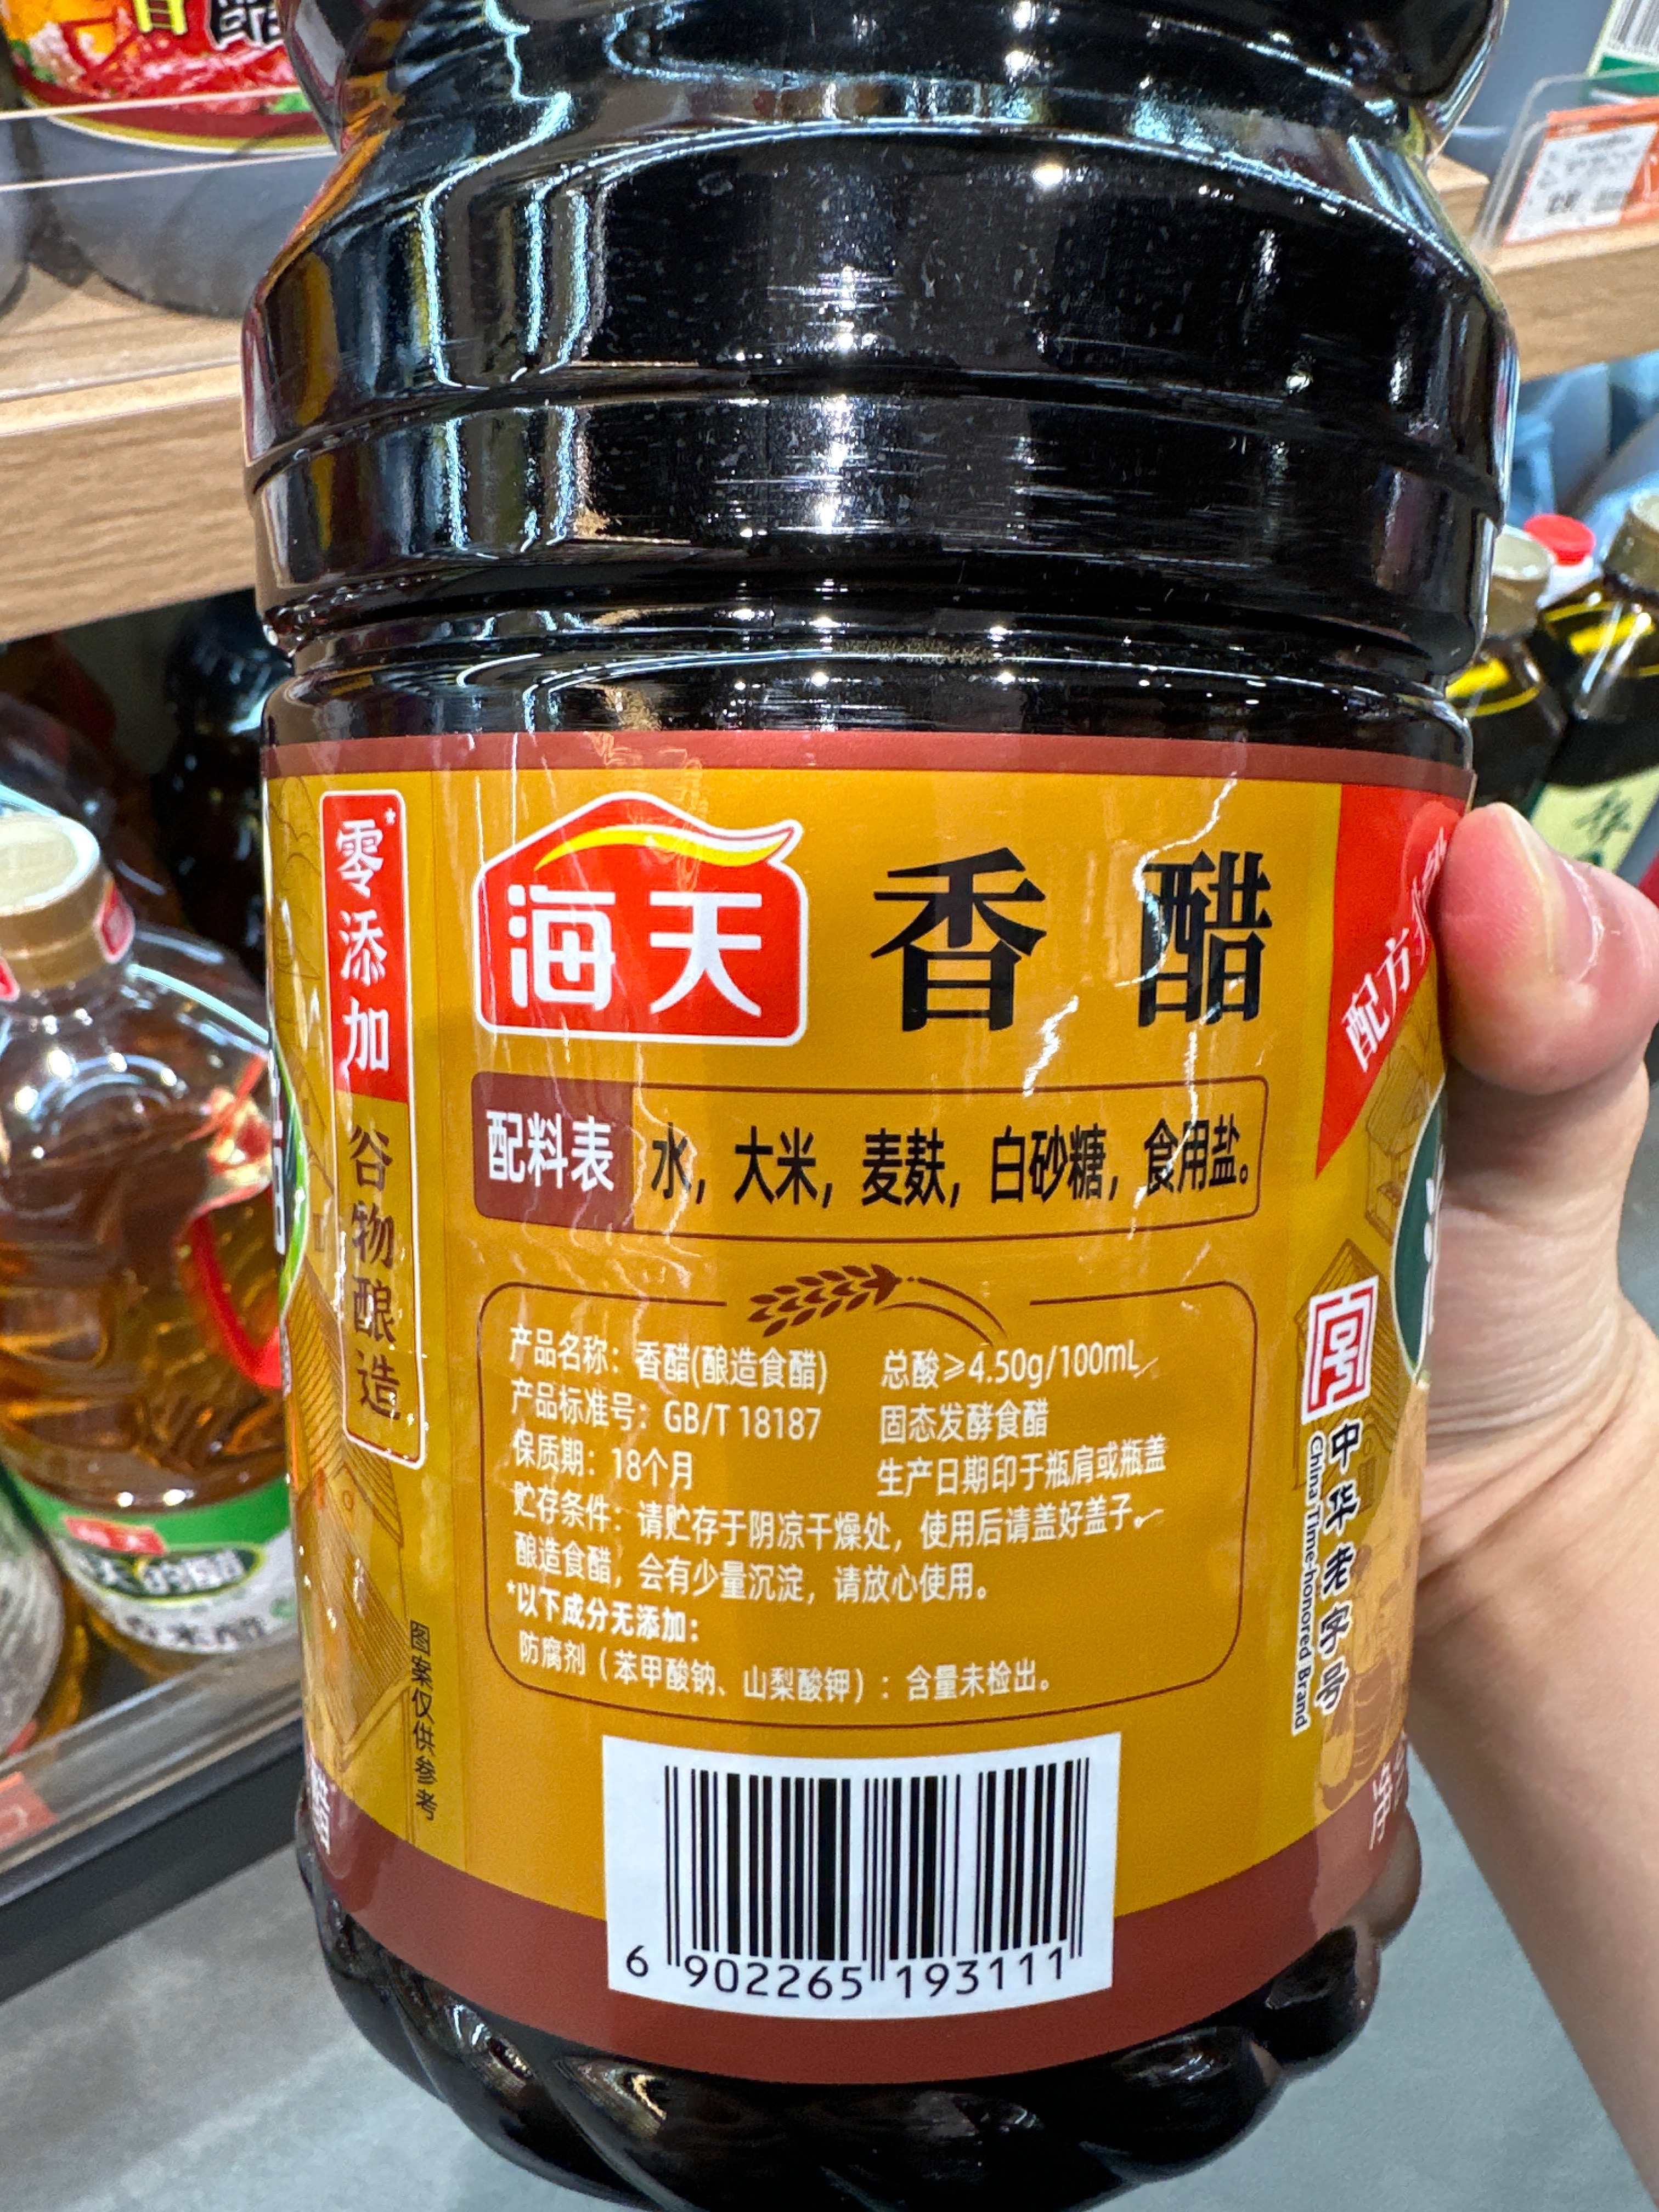 零添加*
谷物酿造
海天
香醋
配方
配料表
水，大米，麦麸，白砂糖，食用盐。
产品名称：香醋(酿造食醋)
总酸≥4.50g/100mL
产品标准号：GB/T 18187
固态发酵食醋
保质期：18个月
生产日期印于瓶肩或瓶盖
贮存条件：请贮存于阴凉干燥处，使用后请盖好盖子。
酿造食醋，会有少量沉淀，请放心使用。
*以下成分无添加：
防腐剂（苯甲酸钠、山梨酸钾）：含量未检出。
中华老字号
China Time-honored Brand
图案仅供参考
6 902265 193111